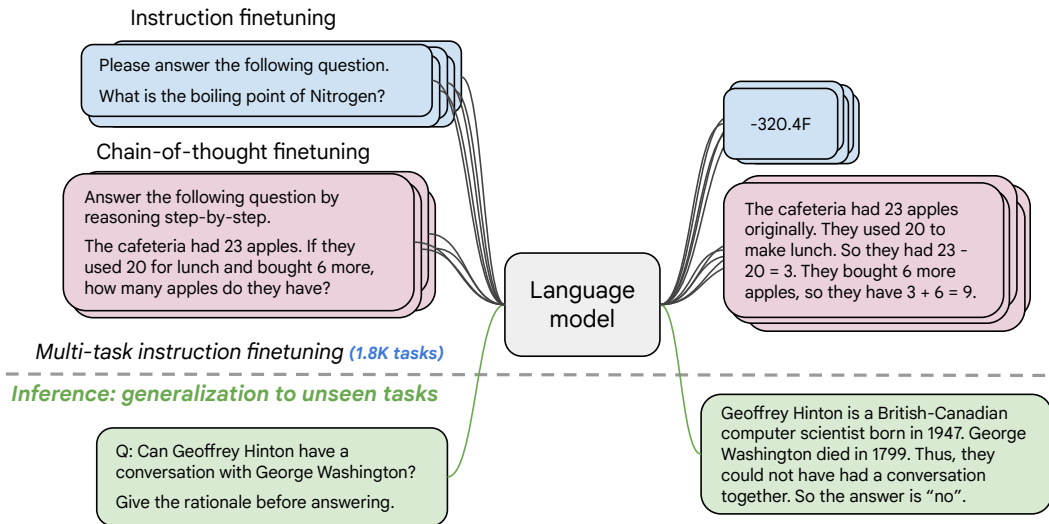 Instruction finetuning
Please answer the following question.
What is the boiling point of Nitrogen?
-320.4F
Chain-of-thought finetuning
Answer the following question by
reasoning step-by-step.
The cafeteria had 23 apples. If they
used 20 for lunch and bought 6 more,
how many apples do they have?
Language
model
The cafeteria had 23 apples
originally. They used 20 to
make lunch. So they had 23 -
20 = 3. They bought 6 more
apples, so they have 3 + 6 = 9.
Multi-task instruction finetuning (1.8K tasks)
Inference: generalization to unseen tasks
Q: Can Geoffrey Hinton have a
conversation with George Washington?
Give the rationale before answering.
Geoffrey Hinton is a British-Canadian
computer scientist born in 1947. George
Washington died in 1799. Thus, they
could not have had a conversation
together. So the answer is “no”.